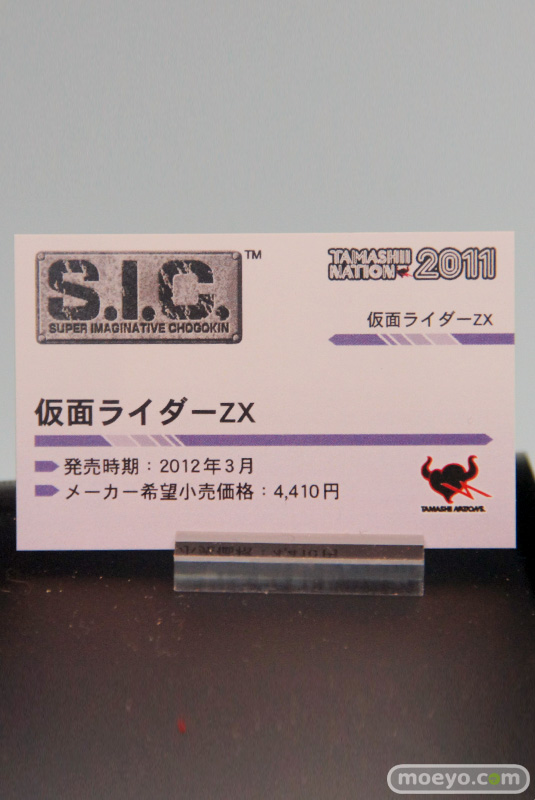 S.I.C.
TM
SUPER IMAGINATIVE CHOGOKIN
TAMASHII
NATION 2011
仮面ライダーZX
仮面ライダーZX
発売時期：2012年3月
メーカー希望小売価格：4,410円
TAMASHII NATIONS
moeyo.com